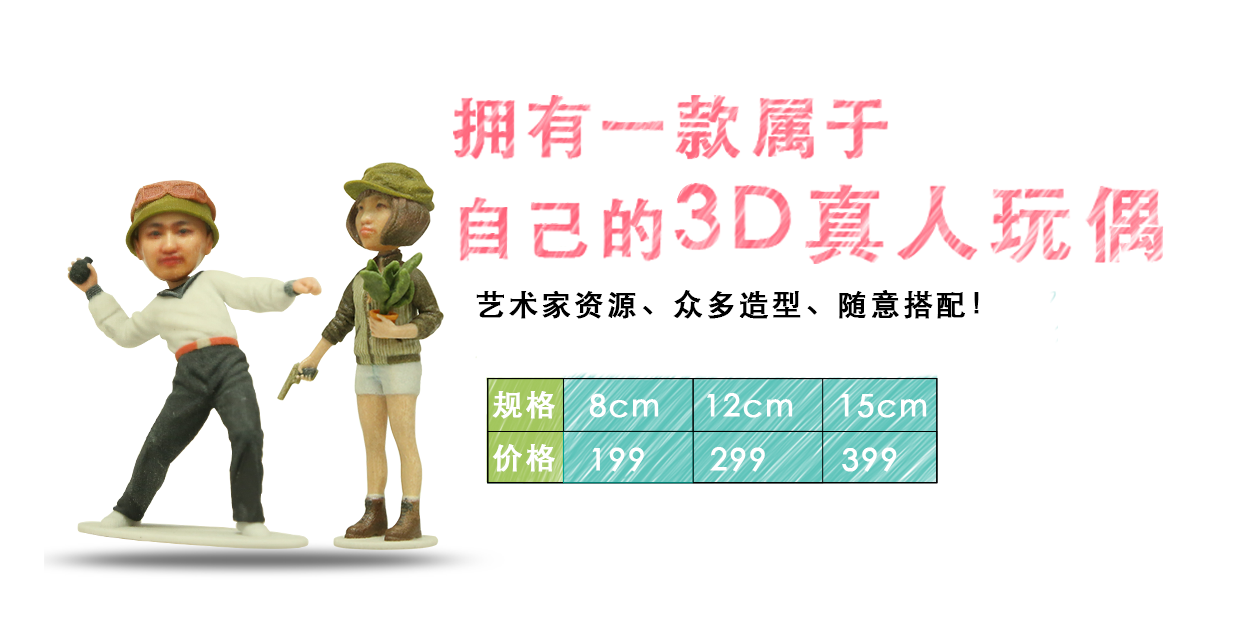 拥有一款属于
自己的3D真人玩偶
艺术家资源、众多造型、随意搭配！
规格 8cm 12cm 15cm
价格 199 299 399